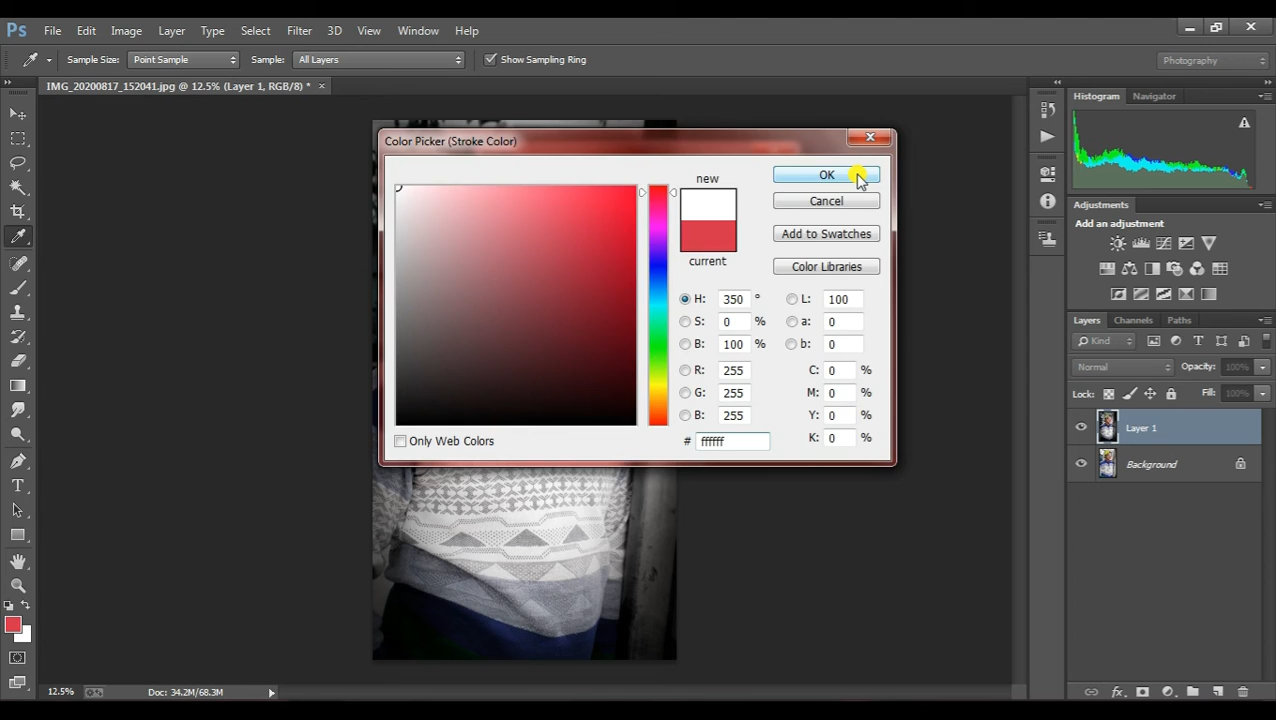 Ps File Edit Image Layer Type Select Filter 3D View Window Help
Sample Size: Point Sample Sample: All Layers Show Sampling Ring Photography
IMG_20200817_152041.jpg @ 12.5% (Layer 1, RGB/8) * ×
Histogram Navigator
Color Picker (Stroke Color)
new
OK
Cancel
Add to Swatches
Color Libraries
current
H: 350 °
S: 0 %
B: 100 %
R: 255
G: 255
B: 255
# ffffff
L: 100
a: 0
b: 0
C: 0 %
M: 0 %
Y: 0 %
K: 0 %
Only Web Colors
Adjustments
Add an adjustment
Layers Channels Paths
Kind
Normal Opacity: 100%
Lock: Fill: 100%
Layer 1
Background
12.5% Doc: 34.2M/68.3M